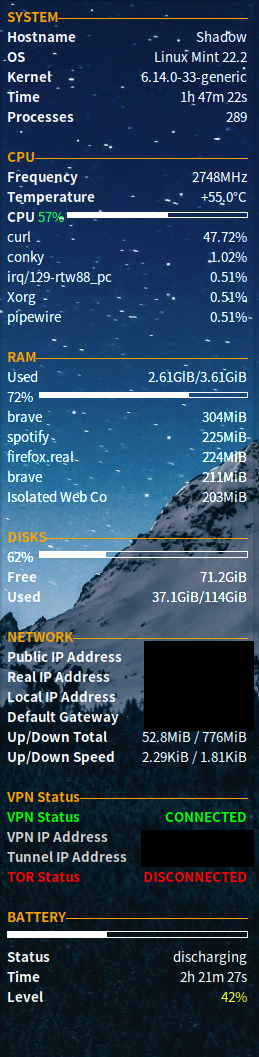 SYSTEM
Hostname Shadow
OS Linux Mint 22.2
Kernel 6.14.0-33-generic
Time 1h 47m 22s
Processes 289
CPU
Frequency 2748MHz
Temperature +55.0°C
CPU 57%
curl 47.72%
conky 1.02%
irq/129-rtw88_pc 0.51%
Xorg 0.51%
pipewire 0.51%
RAM
Used 2.61GiB/3.61GiB
72%
brave 304MiB
spotify 225MiB
firefox.real 224MiB
brave 211MiB
Isolated Web Co 203MiB
DISKS
62%
Free 71.2GiB
Used 37.1GiB/114GiB
NETWORK
Public IP Address
Real IP Address
Local IP Address
Default Gateway
Up/Down Total 52.8MiB / 776MiB
Up/Down Speed 2.29KiB / 1.81KiB
VPN Status
VPN Status CONNECTED
VPN IP Address
Tunnel IP Address
TOR Status DISCONNECTED
BATTERY
Status discharging
Time 2h 21m 27s
Level 42%